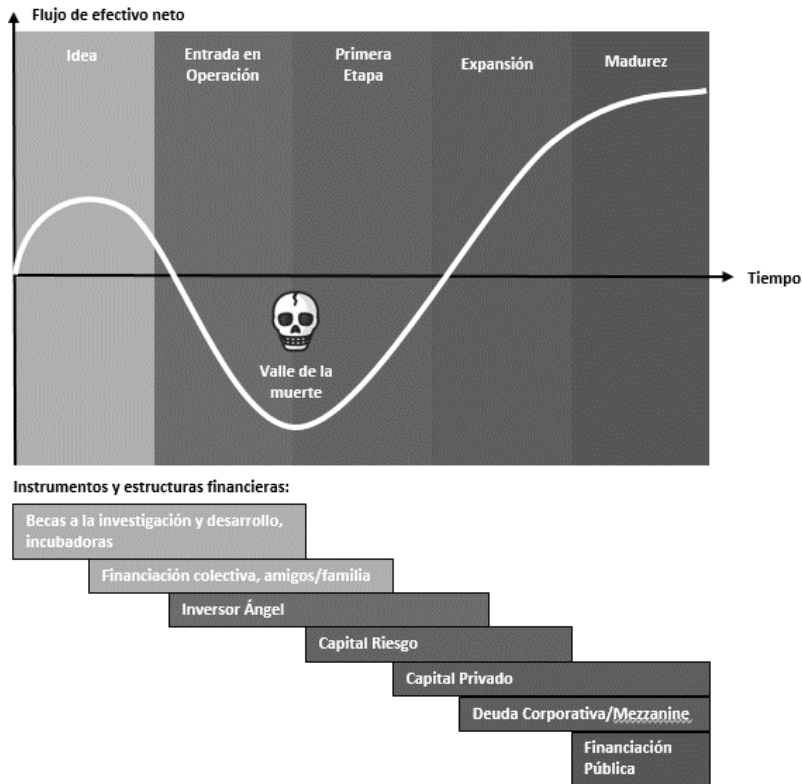 Flujo de efectivo neto
Idea
Entrada en
Operación
Primera
Etapa
Expansión
Madurez
Tiempo
Valle de la
muerte
Instrumentos y estructuras financieras:
Becas a la investigación y desarrollo,
incubadoras
Financiación colectiva, amigos/familia
Inversor Ángel
Capital Riesgo
Capital Privado
Deuda Corporativa/Mezzanine
Financiación
Pública